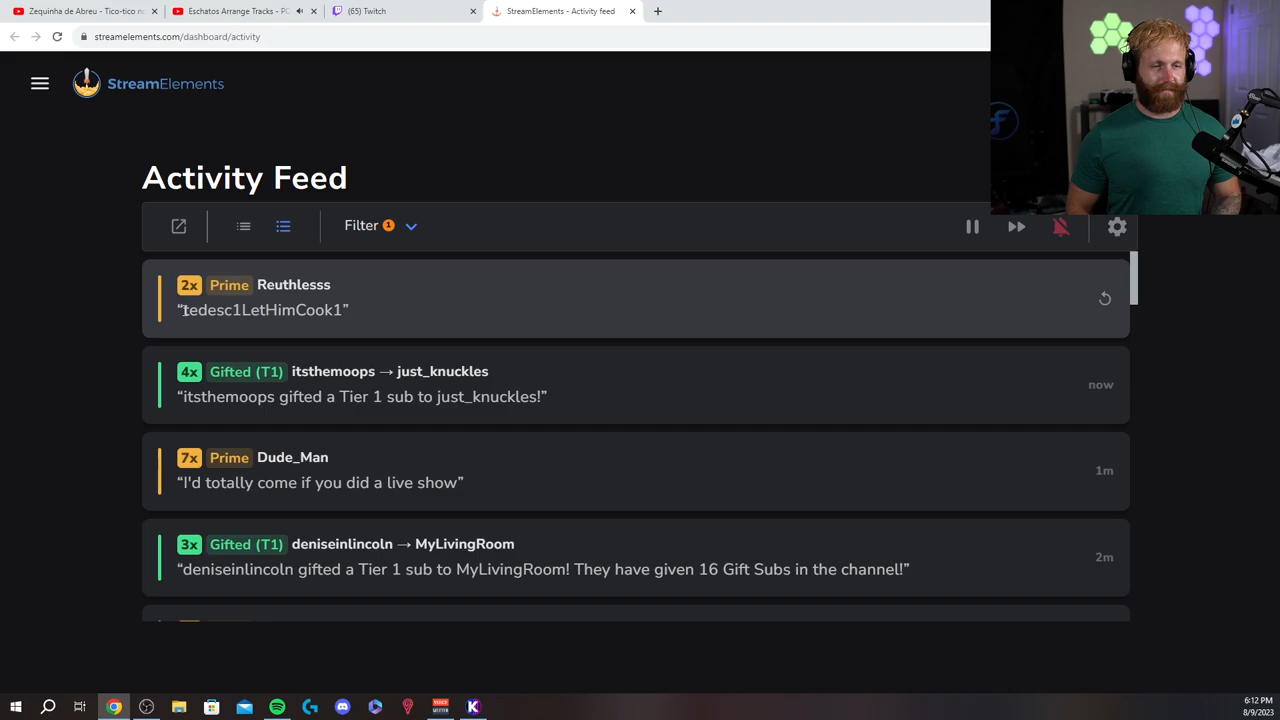 Zequinha de Abreu - Tico-tico no
Eschatos Arrange Tracks - PC
(65) Twitch
StreamElements - Activity feed
streamelements.com/dashboard/activity
StreamElements
Activity Feed
Filter 1
2x Prime Reuthlesss
“tedesc1LetHimCook1”
4x Gifted (T1) itsthemoops → just_knuckles
“itsthemoops gifted a Tier 1 sub to just_knuckles!”
now
7x Prime Dude_Man
“I'd totally come if you did a live show”
1m
3x Gifted (T1) deniseinlincoln → MyLivingRoom
“deniseinlincoln gifted a Tier 1 sub to MyLivingRoom! They have given 16 Gift Subs in the channel!”
2m
6:12 PM
8/9/2023